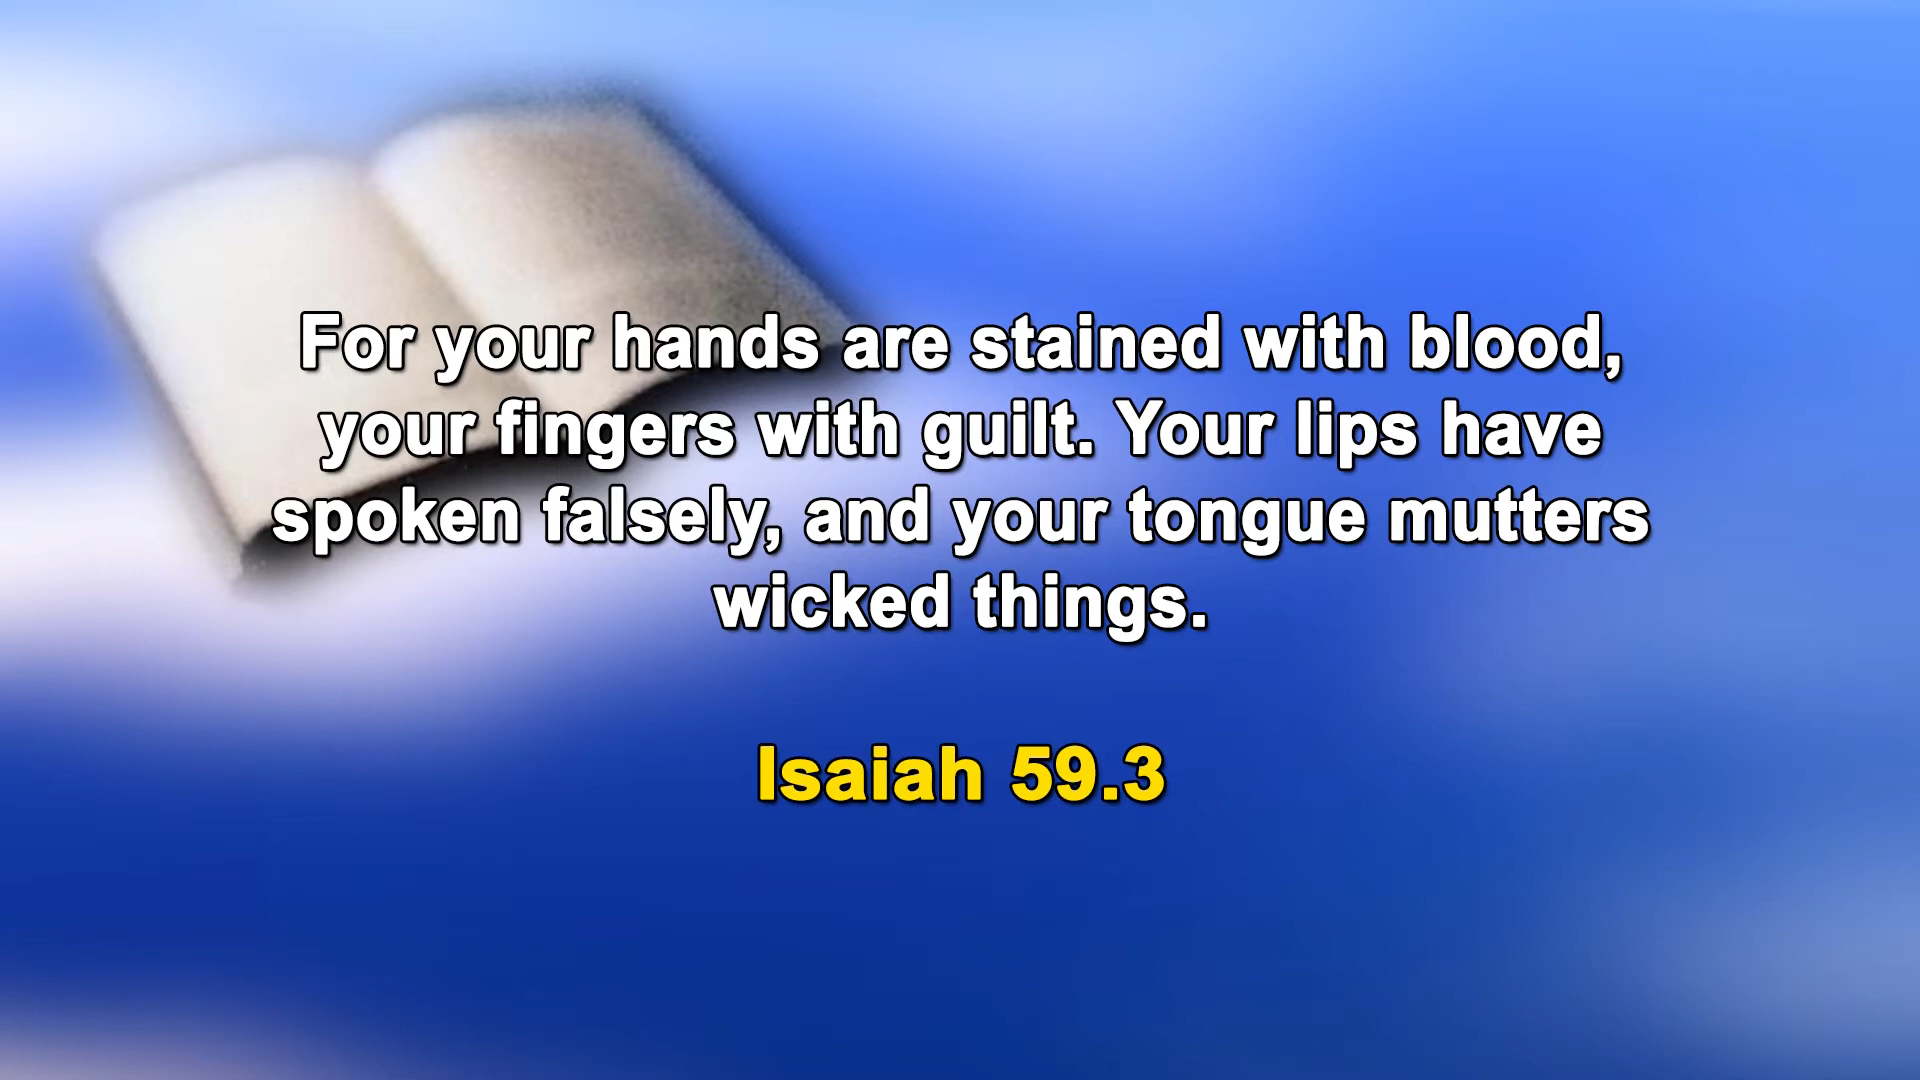 For your hands are stained with blood,
your fingers with guilt. Your lips have
spoken falsely, and your tongue mutters
wicked things.
Isaiah 59.3